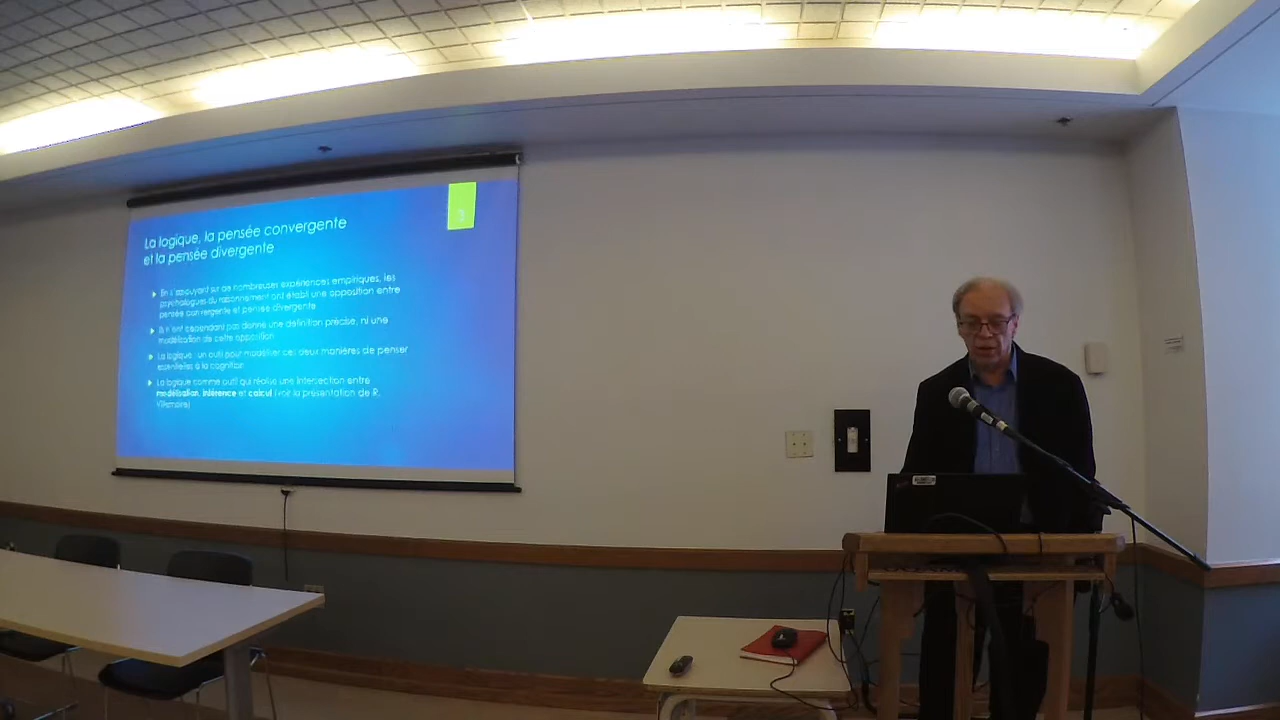 3
La logique, la pensée convergente
et la pensée divergente
En s'appuyant sur de nombreuses expériences empiriques, les
psychologues du raisonnement ont établi une opposition entre
pensée convergente et pensée divergente
Ils n'ont cependant pas donné une définition précise, ni une
modélisation de cette opposition
La logique : un outil pour modéliser ces deux manières de penser
essentielles à la cognition
La logique comme outil qui réalise une intersection entre
modélisation, inférence et calcul (voir la présentation de R.
Villemaire)